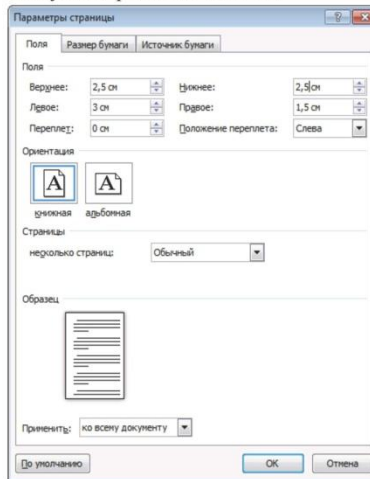 Параметры страницы
Поля Размер бумаги Источник бумаги
Поля
Верхнее: 2,5 см Нижнее: 2,5 см
Левое: 3 см Правое: 1,5 см
Переплет: 0 см Положение переплета: Слева
Ориентация
A A
книжная альбомная
Страницы
несколько страниц: Обычный
Образец
Применить: ко всему документу
По умолчанию ОК Отмена